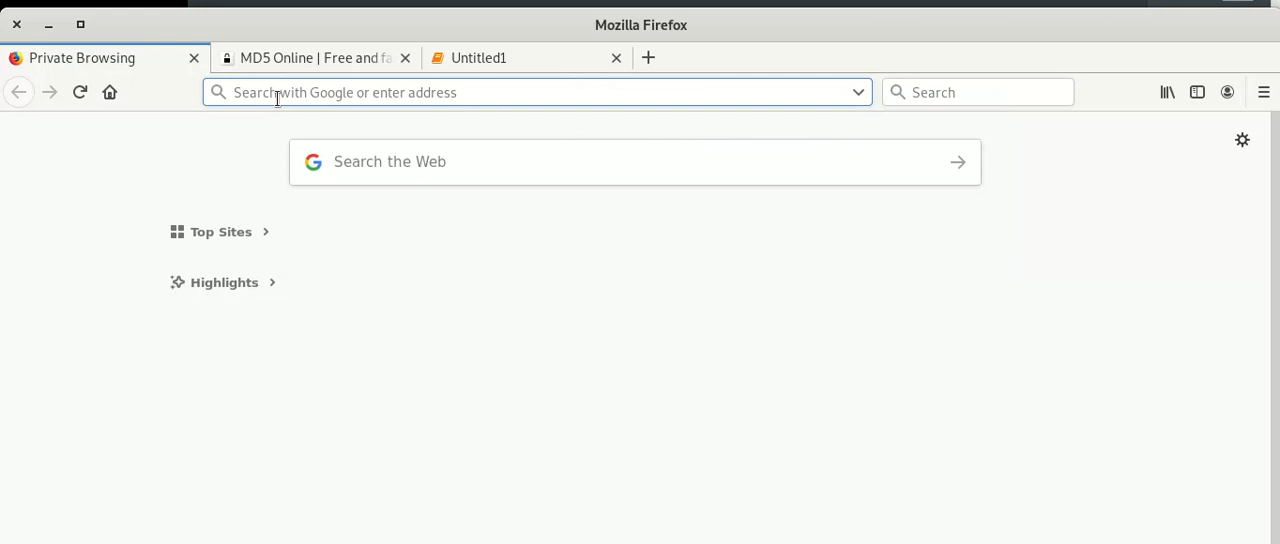 Mozilla Firefox
Private Browsing
MD5 Online | Free and fa
Untitled1
Search with Google or enter address
Search
Search the Web
Top Sites
Highlights